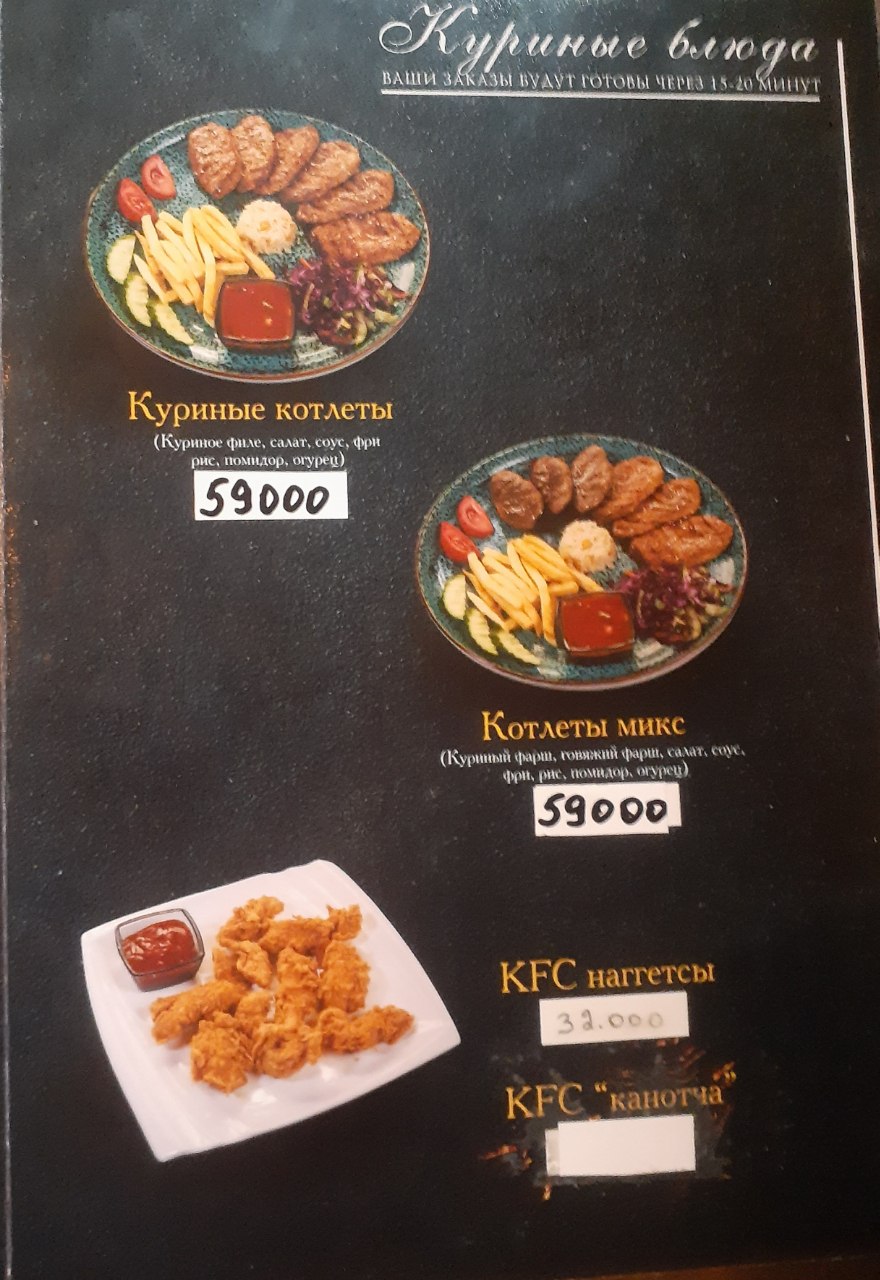 Куриные блюда
ВАШИ ЗАКАЗЫ БУДУТ ГОТОВЫ ЧЕРЕЗ 15-20 МИНУТ
Куриные котлеты
(Куриное филе, салат, соус, фри
рис, помидор, огурец)
59000
Котлеты микс
(Куриный фарш, говяжий фарш, салат, соус,
фри, рис, помидор, огурец)
59000
KFC наггетсы
32.000
KFC “канотча”